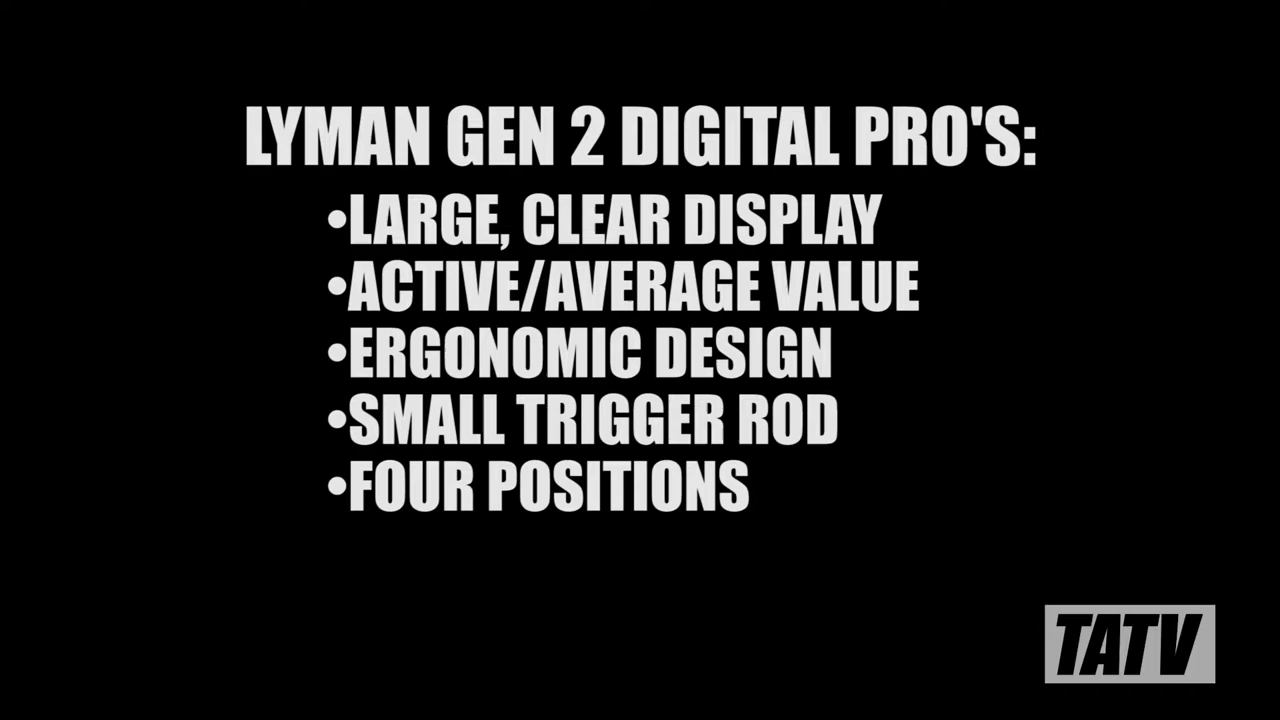 LYMAN GEN 2 DIGITAL PRO'S:
•LARGE, CLEAR DISPLAY
•ACTIVE/AVERAGE VALUE
•ERGONOMIC DESIGN
•SMALL TRIGGER ROD
•FOUR POSITIONS
TATV